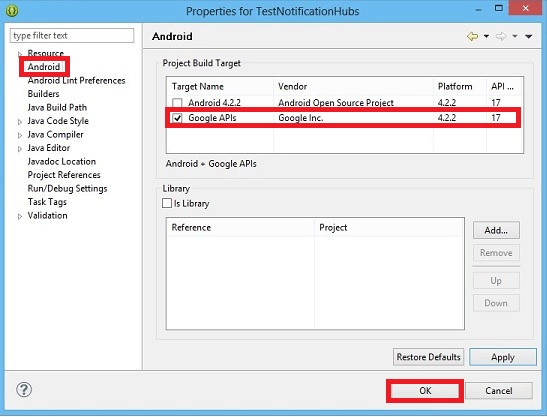 Properties for TestNotificationHubs
type filter text
Android
Resource
Android
Android Lint Preferences
Builders
Java Build Path
Java Code Style
Java Compiler
Java Editor
Javadoc Location
Project References
Run/Debug Settings
Task Tags
Validation
Project Build Target
Target Name Vendor Platform API ...
Android 4.2.2 Android Open Source Project 4.2.2 17
Google APIs Google Inc. 4.2.2 17
Android + Google APIs
Library
Is Library
Reference Project
Add...
Remove
Up
Down
Restore Defaults Apply
? OK Cancel